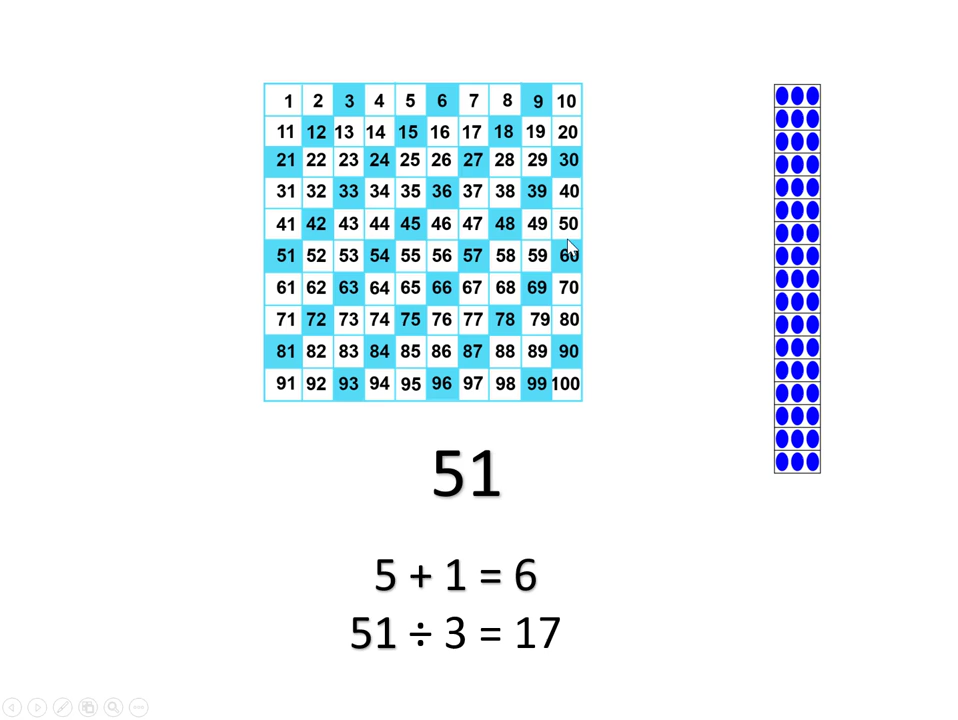 1 2 3 4 5 6 7 8 9 10
11 12 13 14 15 16 17 18 19 20
21 22 23 24 25 26 27 28 29 30
31 32 33 34 35 36 37 38 39 40
41 42 43 44 45 46 47 48 49 50
51 52 53 54 55 56 57 58 59 60
61 62 63 64 65 66 67 68 69 70
71 72 73 74 75 76 77 78 79 80
81 82 83 84 85 86 87 88 89 90
91 92 93 94 95 96 97 98 99 100
51
5 + 1 = 6
51 ÷ 3 = 17